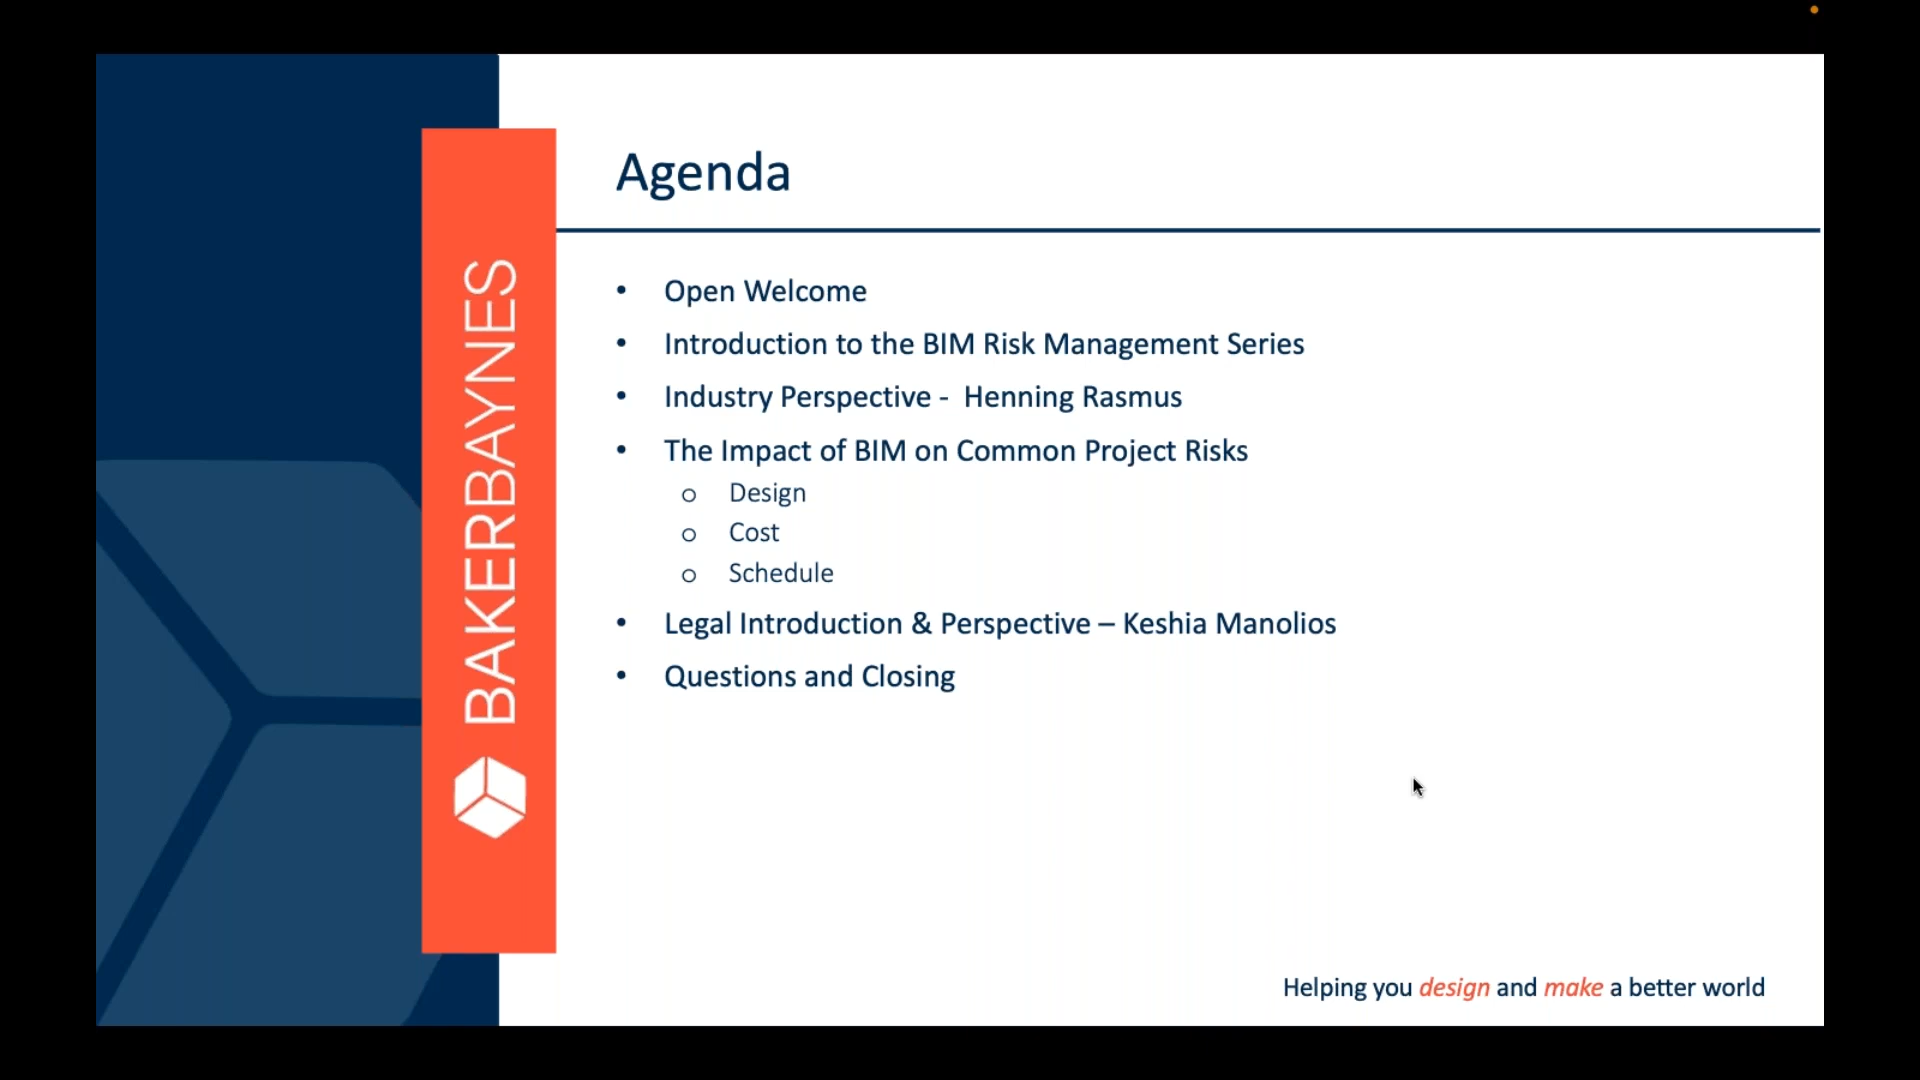 Agenda
BAKERBAYNES
• Open Welcome
• Introduction to the BIM Risk Management Series
• Industry Perspective - Henning Rasmus
• The Impact of BIM on Common Project Risks
o Design
o Cost
o Schedule
• Legal Introduction & Perspective – Keshia Manolios
• Questions and Closing
Helping you design and make a better world